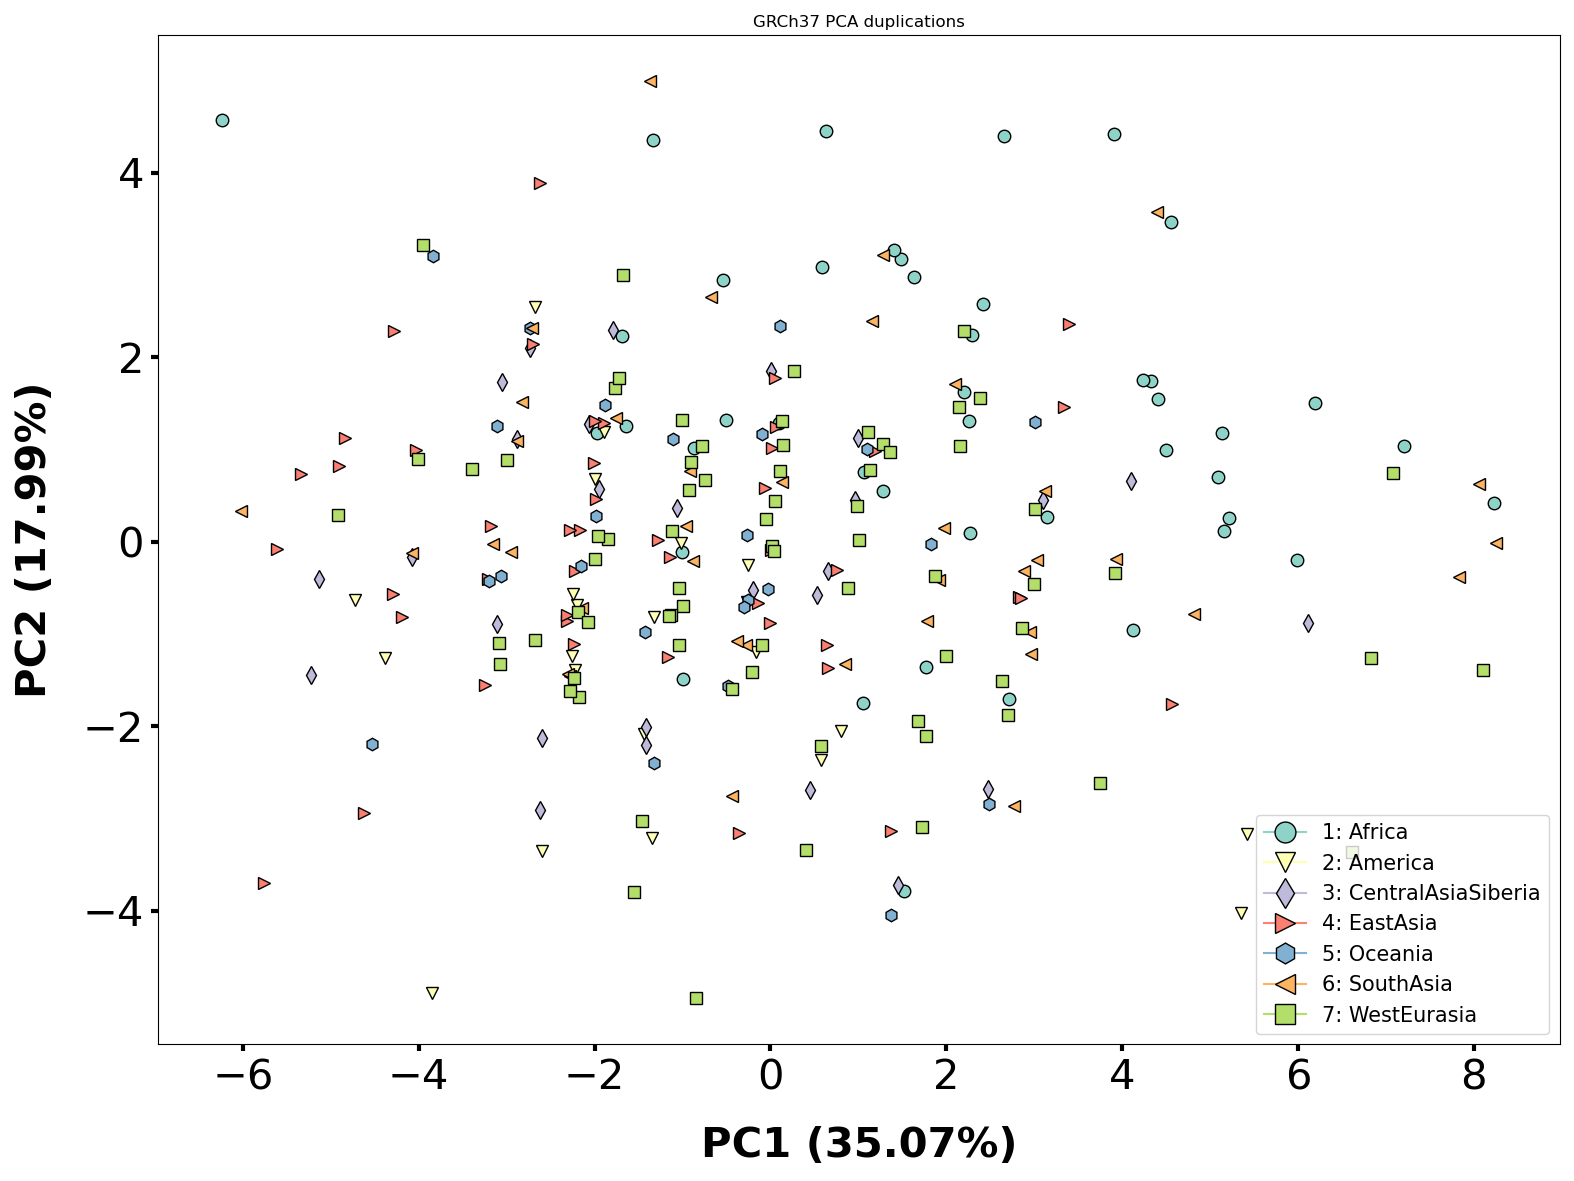 GRCh37 PCA duplications
4
2
0
−2
−4
PC2 (17.99%)
1: Africa
2: America
3: CentralAsiaSiberia
4: EastAsia
5: Oceania
6: SouthAsia
7: WestEurasia
−6 −4 −2 0 2 4 6 8
PC1 (35.07%)